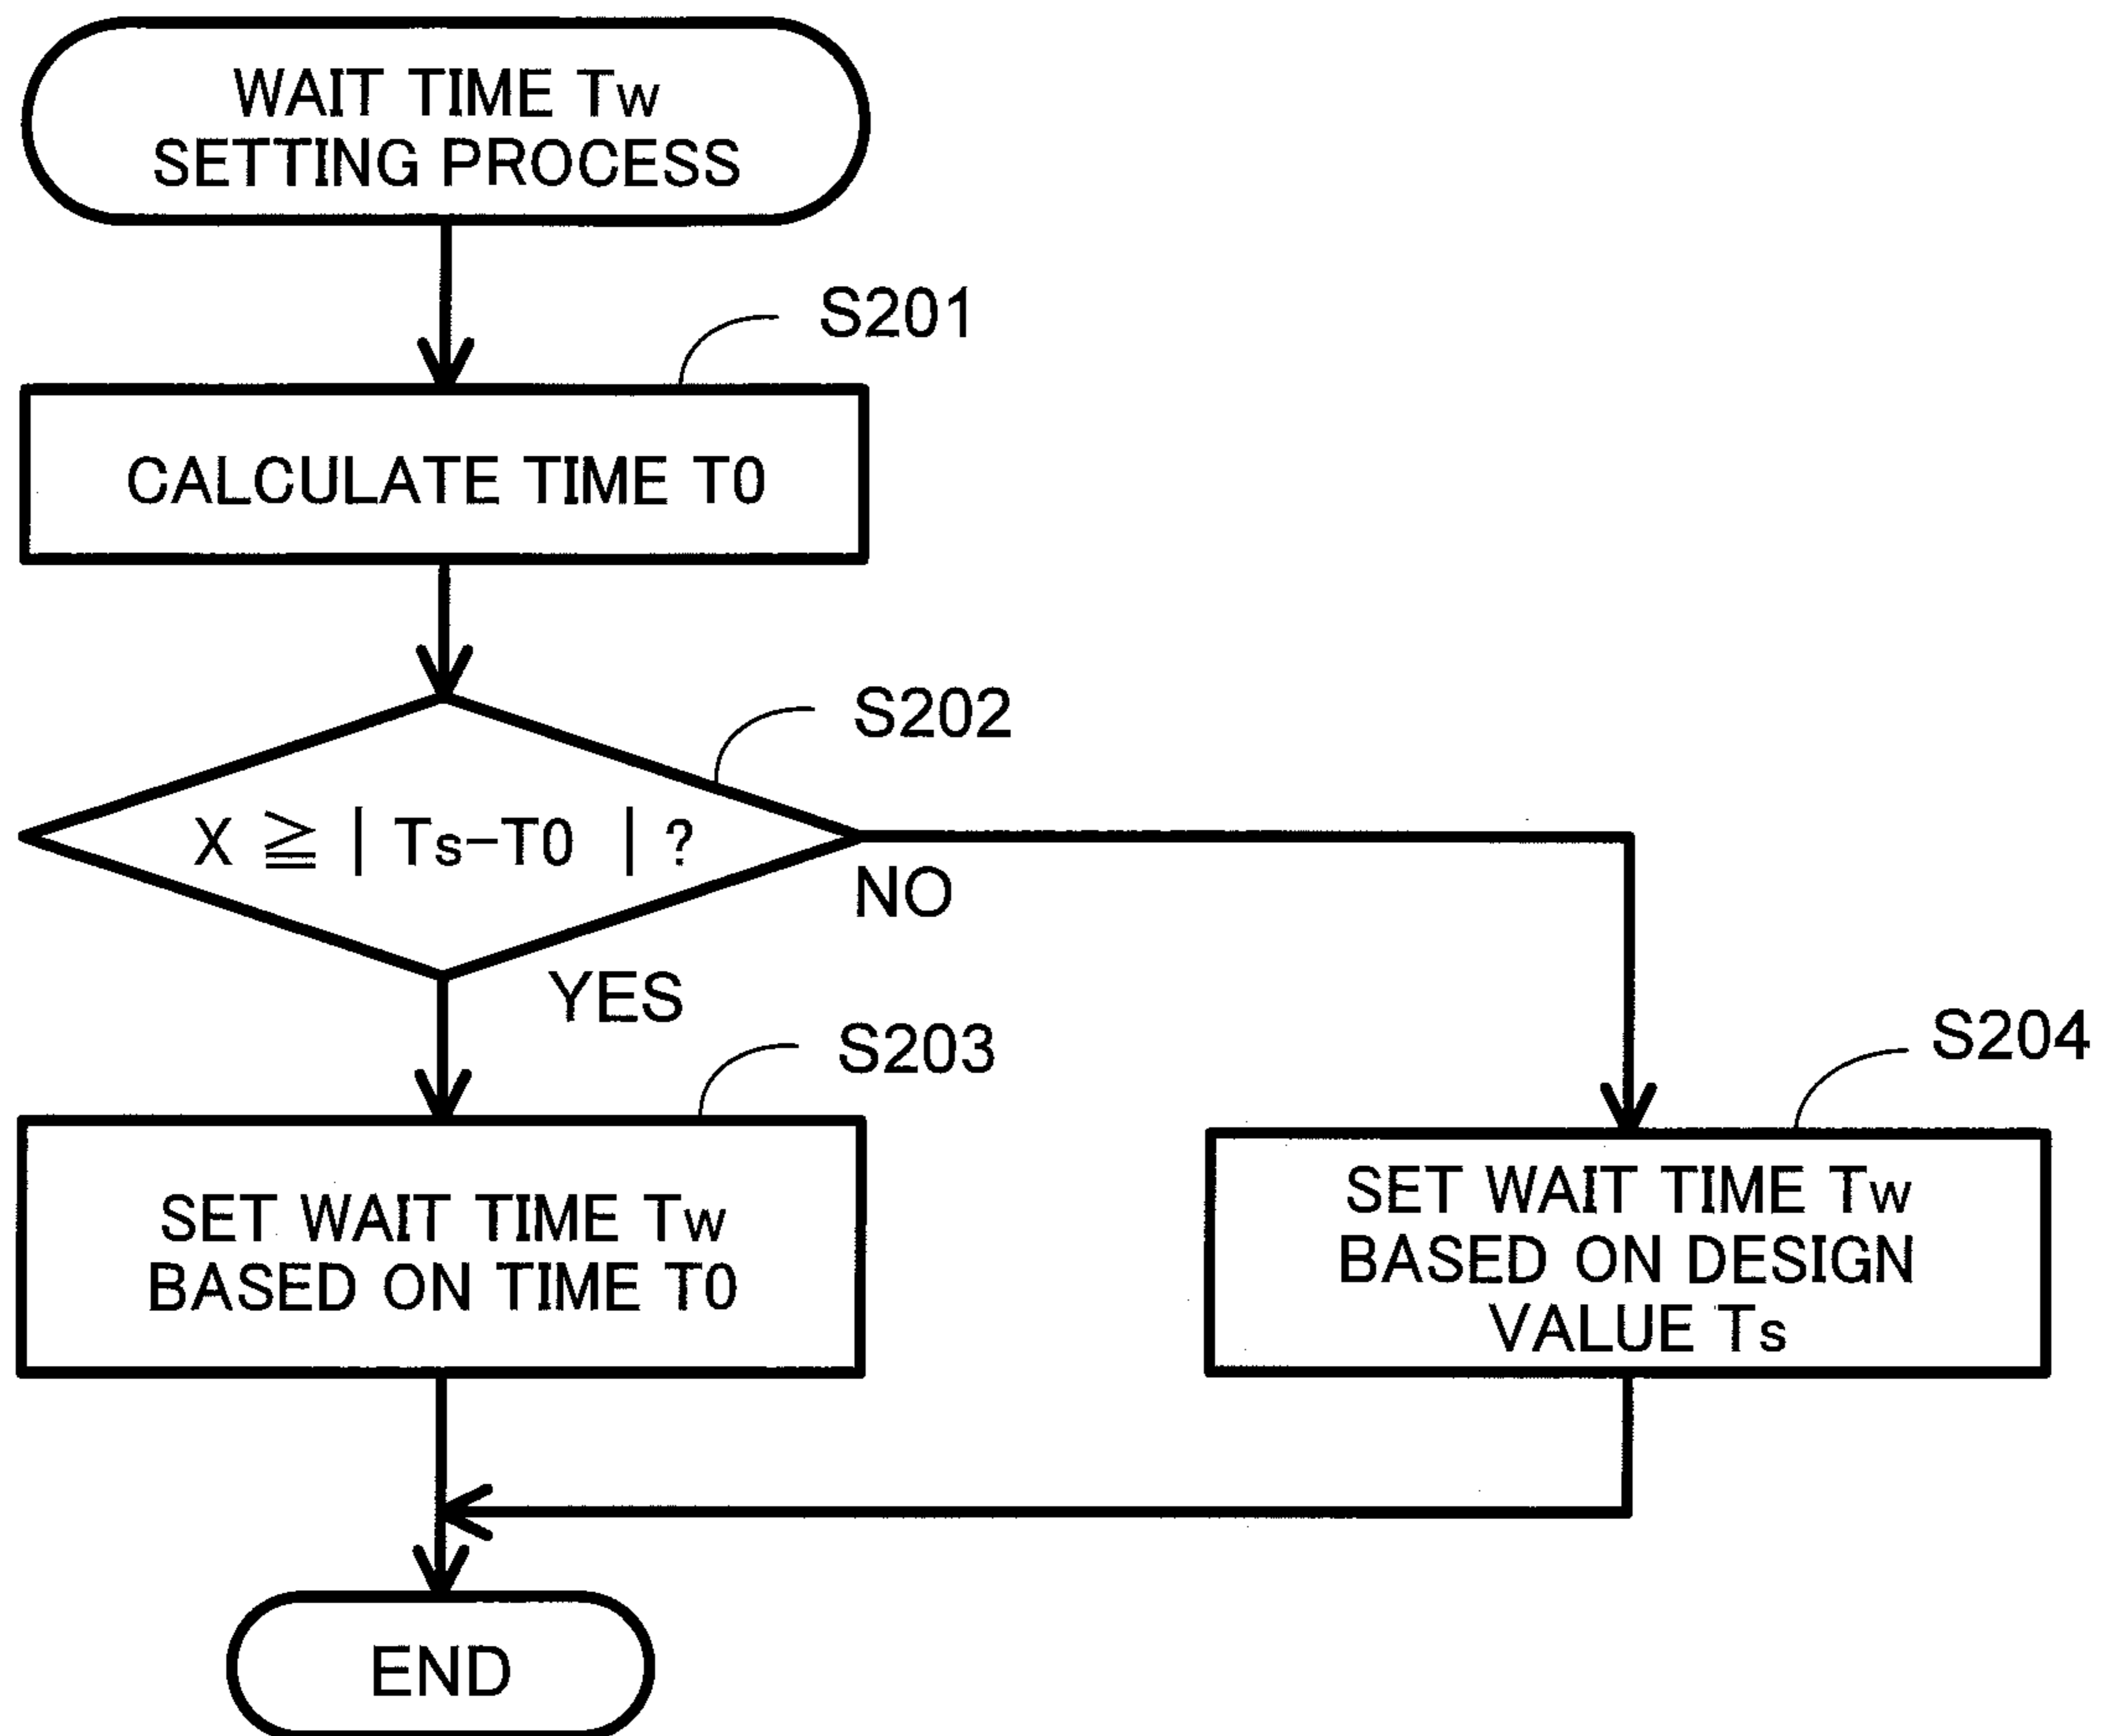 WAIT TIME Tw
SETTING PROCESS
S201
CALCULATE TIME T0
S202
X ≧ | Ts-T0 | ?
NO
YES
S203
SET WAIT TIME Tw
BASED ON TIME T0
S204
SET WAIT TIME Tw
BASED ON DESIGN
VALUE Ts
END